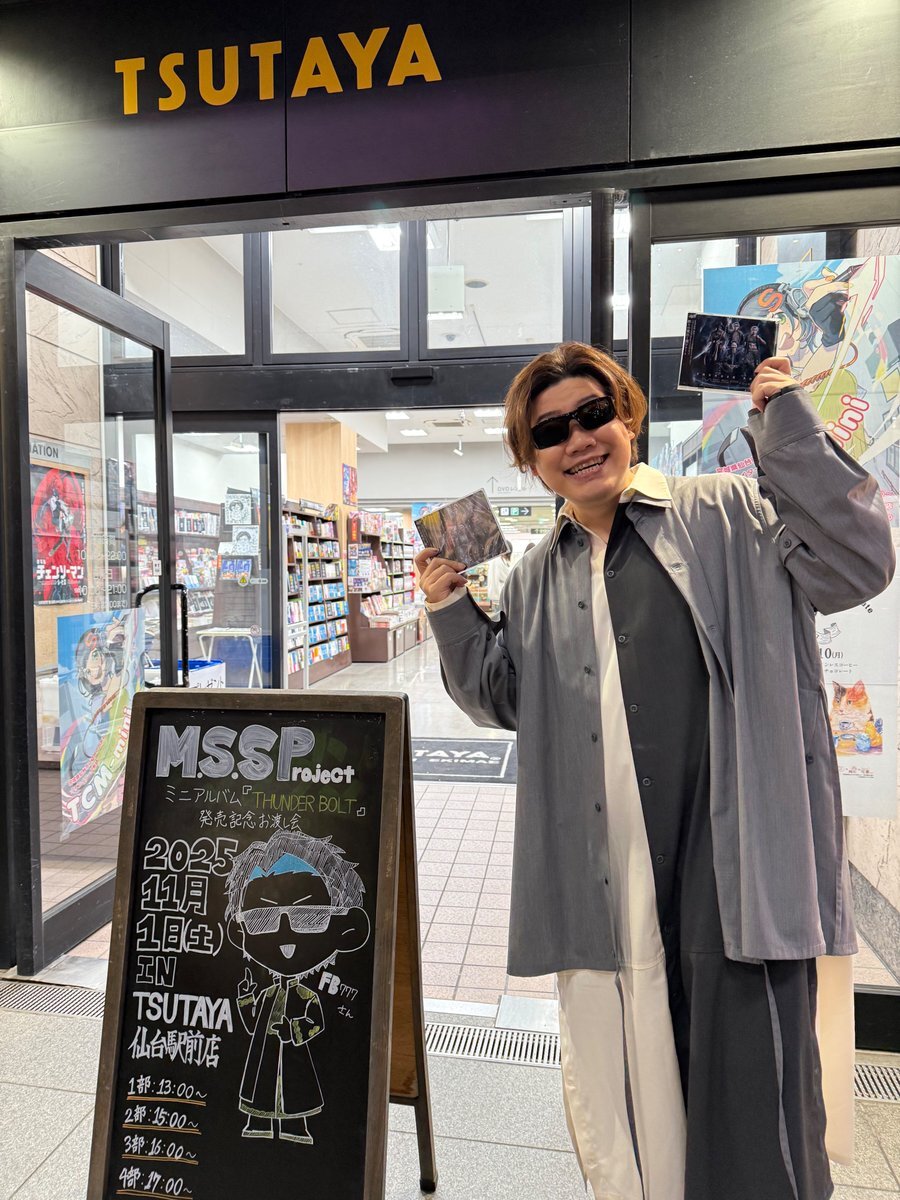 TSUTAYA
チェンソーマン
TCM mini
M.S.S Project
ミニアルバム『THUNDER BOLT』
発売記念お渡し会
2025
11月
1日(土)
IN
TSUTAYA
仙台駅前店
FB777
さん
1部:13:00～
2部:15:00～
3部:16:00～
4部:17:00～